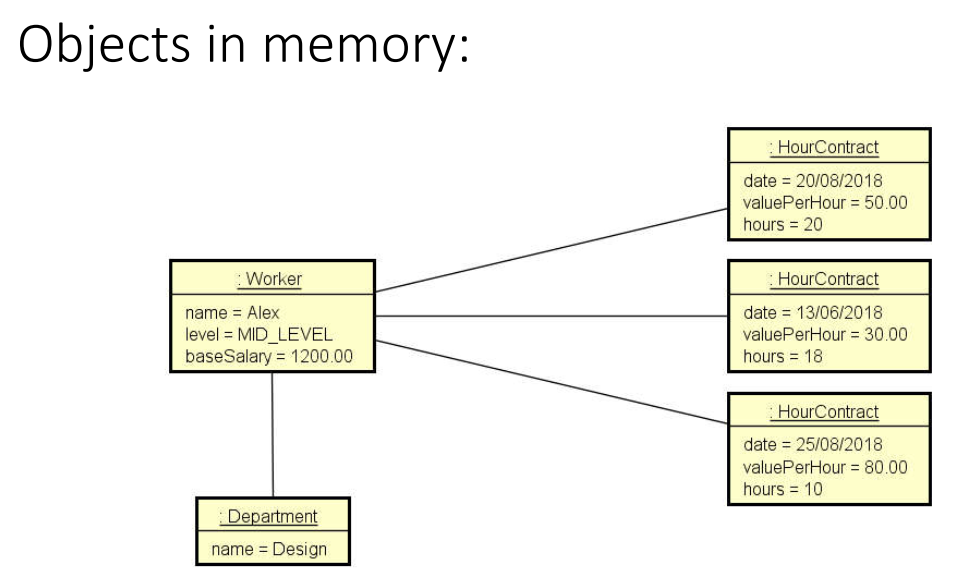 Objects in memory:
: HourContract
date = 20/08/2018
valuePerHour = 50.00
hours = 20
: Worker
name = Alex
level = MID_LEVEL
baseSalary = 1200.00
: HourContract
date = 13/06/2018
valuePerHour = 30.00
hours = 18
: HourContract
date = 25/08/2018
valuePerHour = 80.00
hours = 10
: Department
name = Design